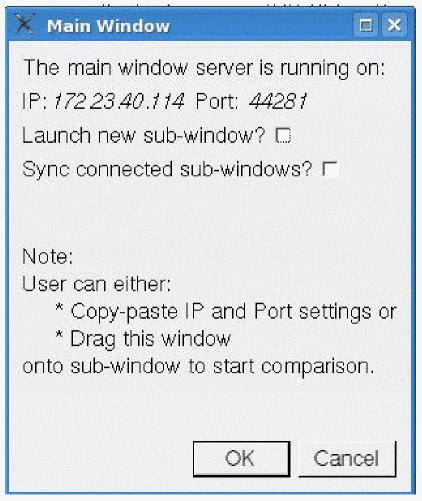 Main Window
The main window server is running on:
IP: 172.23.40.114 Port: 44281
Launch new sub-window?
Sync connected sub-windows?
Note:
User can either:
* Copy-paste IP and Port settings or
* Drag this window
onto sub-window to start comparison.
OK Cancel